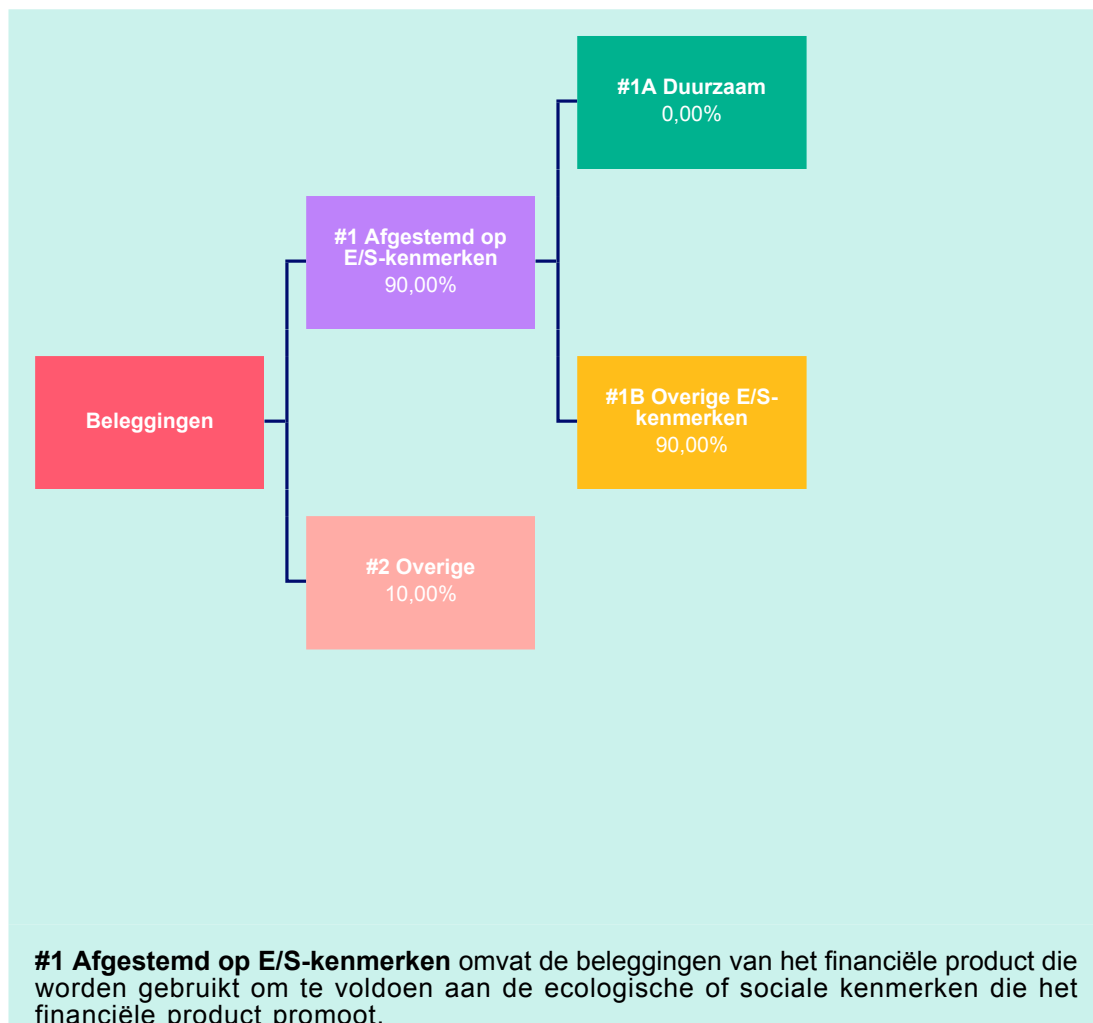 #1A Duurzaam
0,00%
#1 Afgestemd op
E/S-kenmerken
90,00%
Beleggingen
#1B Overige E/S-
kenmerken
90,00%
#2 Overige
10,00%
#1 Afgestemd op E/S-kenmerken omvat de beleggingen van het financiële product die
worden gebruikt om te voldoen aan de ecologische of sociale kenmerken die het
financiële product promoot.